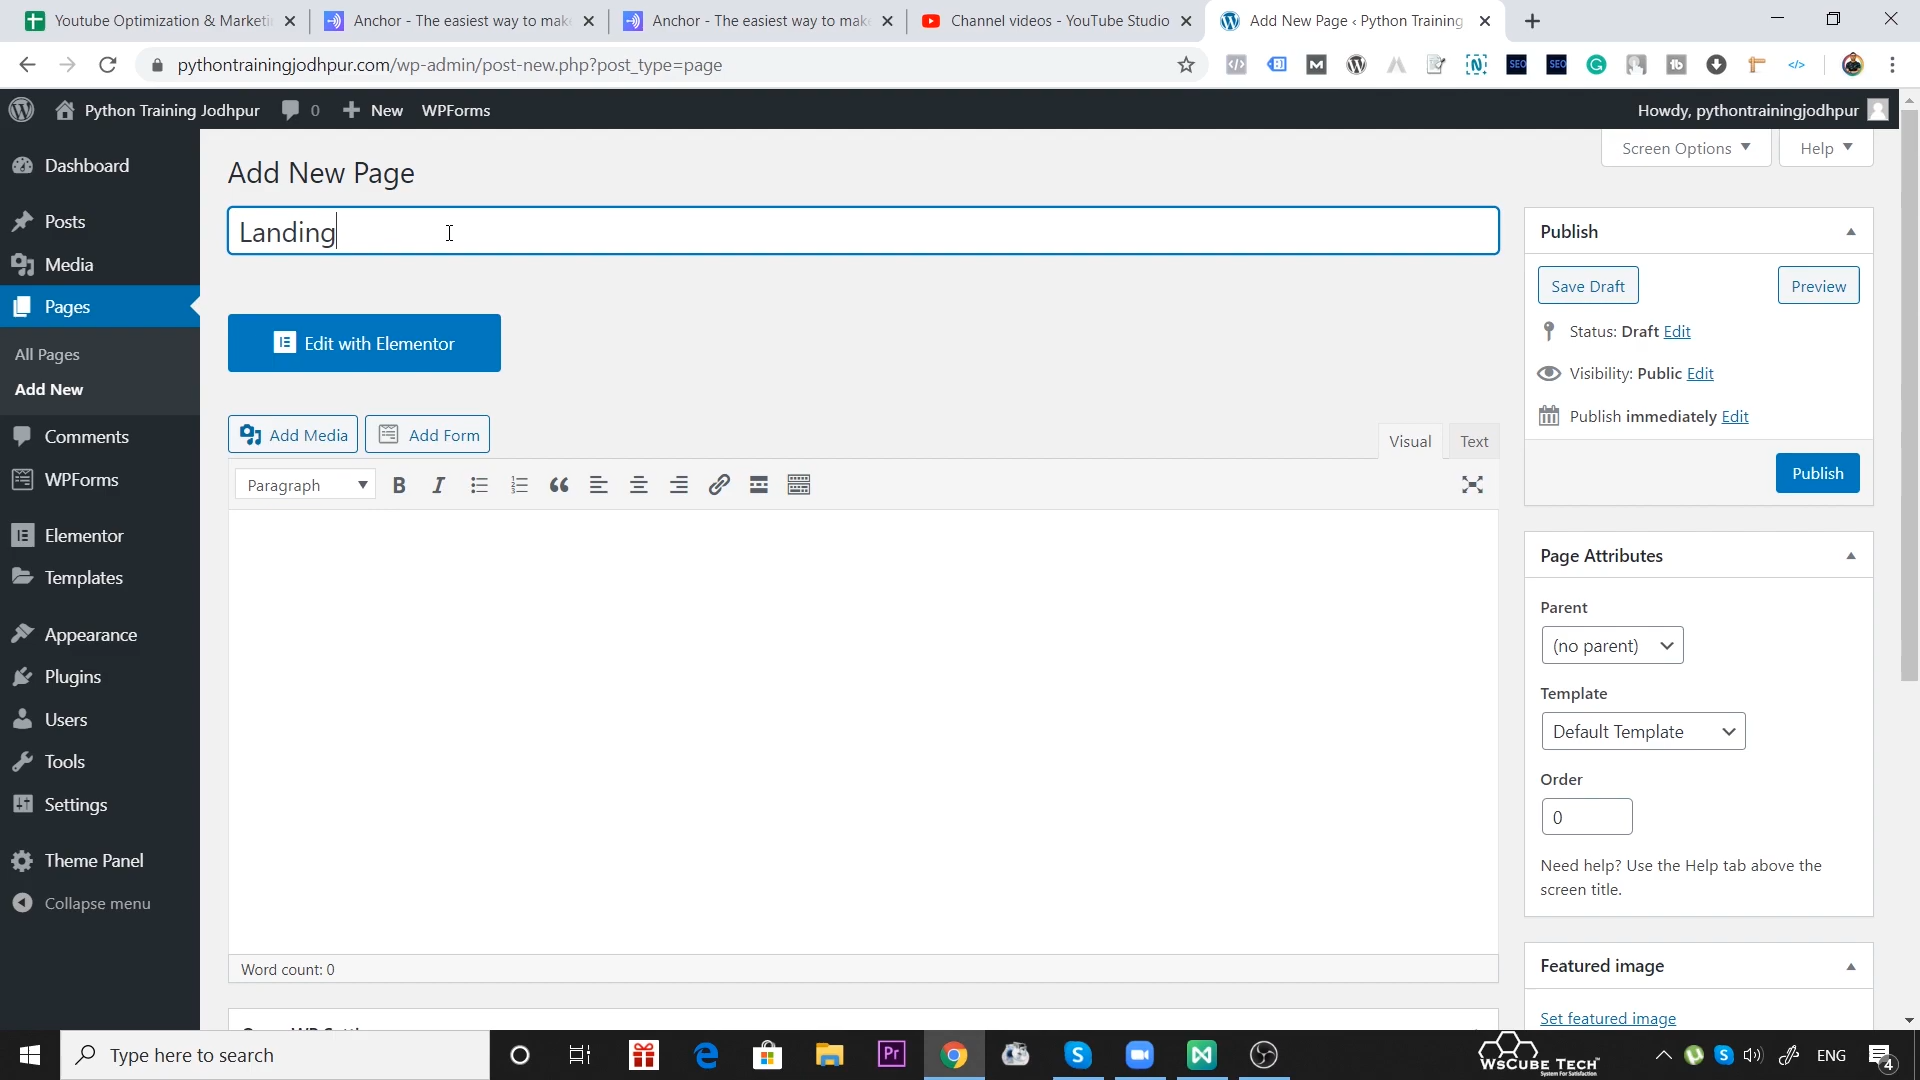 Youtube Optimization & Marketi
Anchor - The easiest way to mak
Anchor - The easiest way to mak
Channel videos - YouTube Studio
Add New Page ‹ Python Training
pythontrainingjodhpur.com/wp-admin/post-new.php?post_type=page
Python Training Jodhpur
0
New
WPForms
Howdy, pythontrainingjodhpur
Screen Options
Help
Dashboard
Posts
Media
Pages
All Pages
Add New
Comments
WPForms
Elementor
Templates
Appearance
Plugins
Users
Tools
Settings
Theme Panel
Collapse menu
Add New Page
Landing
Edit with Elementor
Add Media
Add Form
Visual
Text
Paragraph
B
I
Word count: 0
Publish
Save Draft
Preview
Status: Draft Edit
Visibility: Public Edit
Publish immediately Edit
Publish
Page Attributes
Parent
(no parent)
Template
Default Template
Order
0
Need help? Use the Help tab above the
screen title.
Featured image
Set featured image
Type here to search
Pr
WsCube Tech
ENG
4